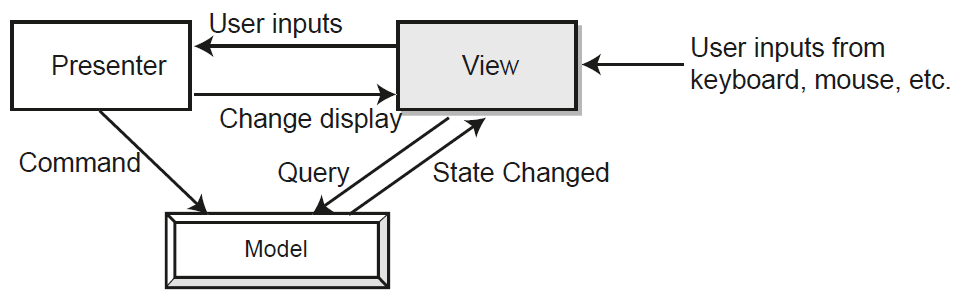 User inputs
Presenter
View
User inputs from
keyboard, mouse, etc.
Change display
Command
Query
State Changed
Model